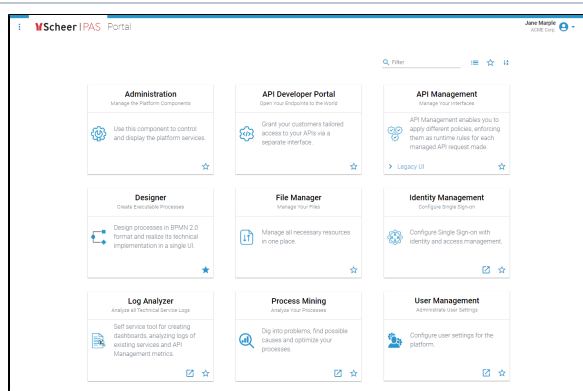 Scheer PAS Portal
Jane Marple
ACME Corp.
Filter
Administration
Manage the Platform Components
Use this component to control
and display the platform services.
API Developer Portal
Open Your Endpoints to the World
Grant your customers tailored
access to your APIs via a
separate interface.
API Management
Manage Your Interfaces
API Management enables you to
apply different policies, enforcing
them as runtime rules for each
managed API request made.
Legacy UI
Designer
Create Executable Processes
Design processes in BPMN 2.0
format and realize its technical
implementation in a single UI.
File Manager
Manage Your Files
Manage all necessary resources
in one place.
Identity Management
Configure Single Sign-on
Configure Single Sign-on with
identity and access management.
Log Analyzer
Analyze all Technical Service Logs
Self service tool for creating
dashboards, analyzing logs of
existing services and API
Management metrics.
Process Mining
Analyze Your Processes
Dig into problems, find possible
causes and optimize your
processes.
User Management
Administrate User Settings
Configure user settings for the
platform.